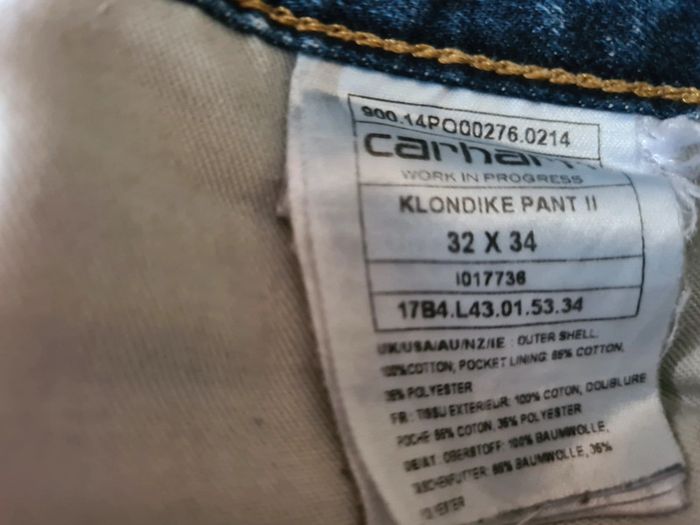 900.14PO00276.0214
carhartt
WORK IN PROGRESS
KLONDIKE PANT II
32 X 34
I017736
17B4.L43.01.53.34
UK/USA/AU/NZ/IE : OUTER SHELL:
100%COTTON, POCKET LINING: 65% COTTON,
35% POLYESTER
FR : TISSU EXTERIEUR: 100% COTON, DOUBLURE
POCHE 65% COTON, 35% POLYESTER
DE/AT: OBERSTOFF: 100% BAUMWOLLE,
TASCHENFUTTER: 65% BAUMWOLLE, 35%
POLYESTER